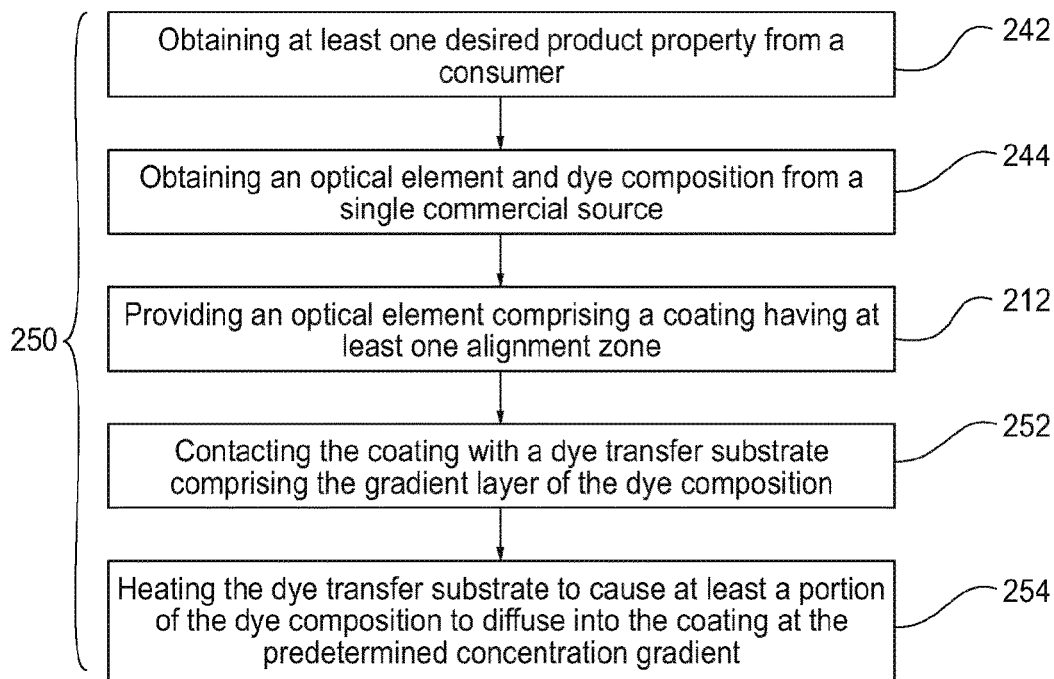 Obtaining at least one desired product property from a
consumer
242
Obtaining an optical element and dye composition from a
single commercial source
244
Providing an optical element comprising a coating having at
least one alignment zone
212
250
Contacting the coating with a dye transfer substrate
comprising the gradient layer of the dye composition
252
Heating the dye transfer substrate to cause at least a portion
of the dye composition to diffuse into the coating at the
predetermined concentration gradient
254